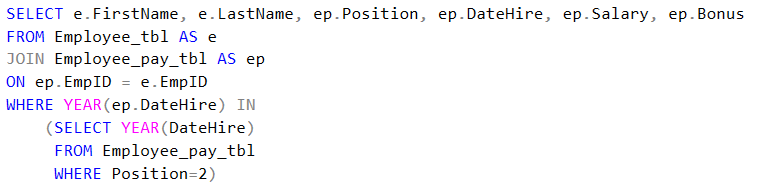 SELECT e.FirstName, e.LastName, ep.Position, ep.DateHire, ep.Salary, ep.Bonus
FROM Employee_tbl AS e
JOIN Employee_pay_tbl AS ep
ON ep.EmpID = e.EmpID
WHERE YEAR(ep.DateHire) IN
    (SELECT YEAR(DateHire)
     FROM Employee_pay_tbl
     WHERE Position=2)